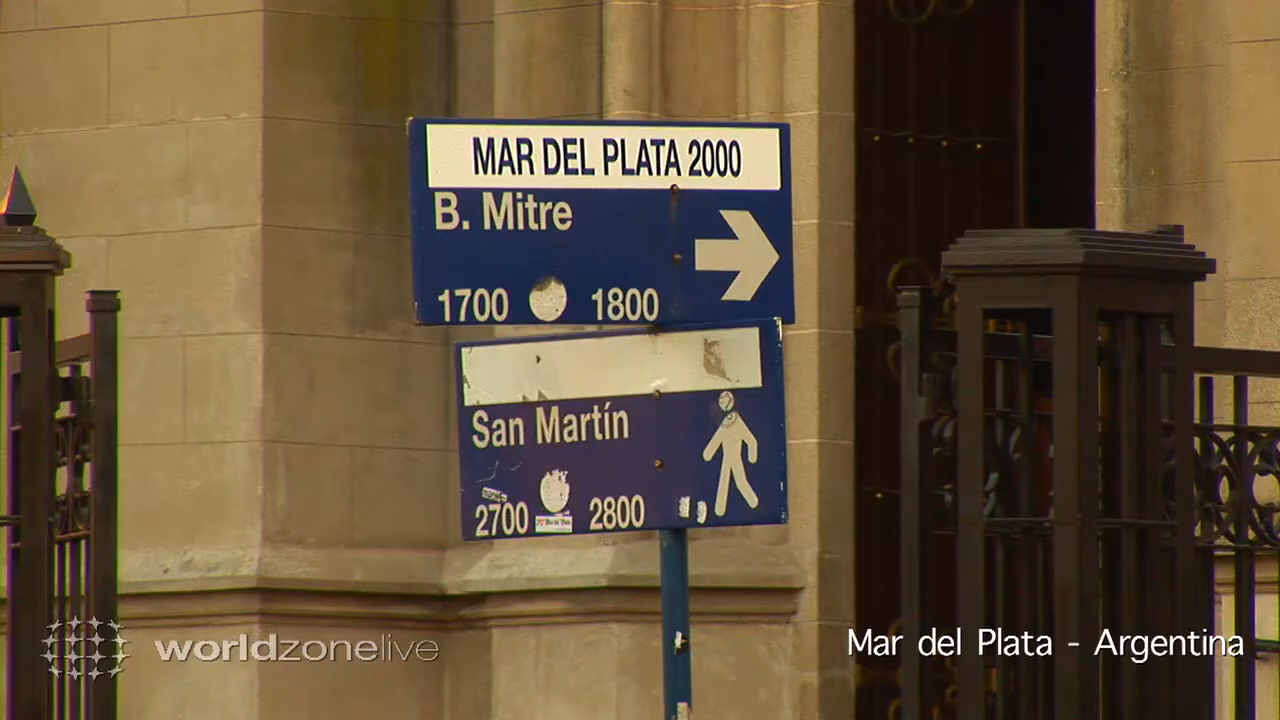 MAR DEL PLATA 2000
B. Mitre
1700 1800
San Martín
2700 2800
worldzonelive
Mar del Plata - Argentina